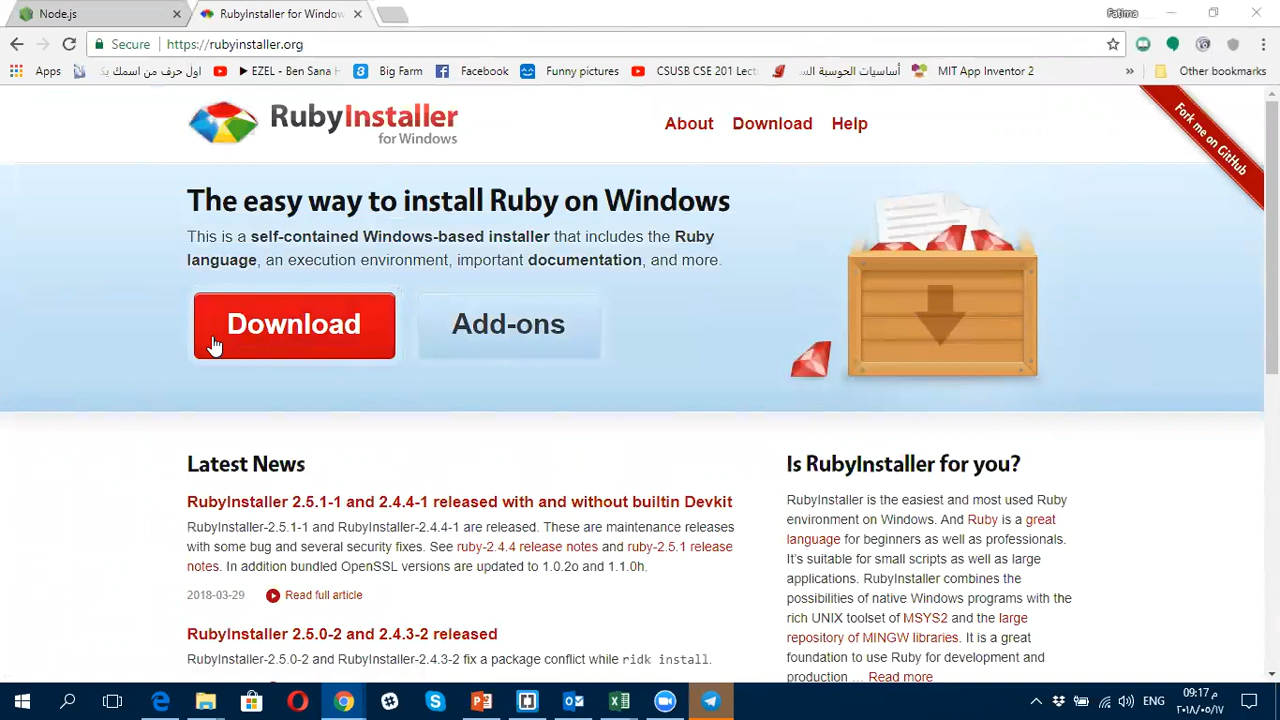 Node.js
RubyInstaller for Window
Fatima
Secure
https://rubyinstaller.org
Apps
اول حرف من اسمك بـ
EZEL - Ben Sana H
Big Farm
Facebook
Funny pictures
CSUSB CSE 201 Lect
أساسيات الحوسبة الس
MIT App Inventor 2
»
Other bookmarks
RubyInstaller
for Windows
About
Download
Help
Fork me on GitHub
The easy way to install Ruby on Windows
This is a self-contained Windows-based installer that includes the Ruby
language, an execution environment, important documentation, and more.
Download
Add-ons
Latest News
RubyInstaller 2.5.1-1 and 2.4.4-1 released with and without builtin Devkit
RubyInstaller-2.5.1-1 and RubyInstaller-2.4.4-1 are released. These are maintenance releases
with some bug and several security fixes. See ruby-2.4.4 release notes and ruby-2.5.1 release
notes. In addition bundled OpenSSL versions are updated to 1.0.2o and 1.1.0h.
2018-03-29
Read full article
RubyInstaller 2.5.0-2 and 2.4.3-2 released
RubyInstaller-2.5.0-2 and RubyInstaller-2.4.3-2 fix a package conflict while ridk install.
Is RubyInstaller for you?
RubyInstaller is the easiest and most used Ruby
environment on Windows. And Ruby is a great
language for beginners as well as professionals.
It's suitable for small scripts as well as large
applications. RubyInstaller combines the
possibilities of native Windows programs with the
rich UNIX toolset of MSYS2 and the large
repository of MINGW libraries. It is a great
foundation to use Ruby for development and
production ... Read more
ENG
م 09:17
٢٠١٨/٠٥/١٧